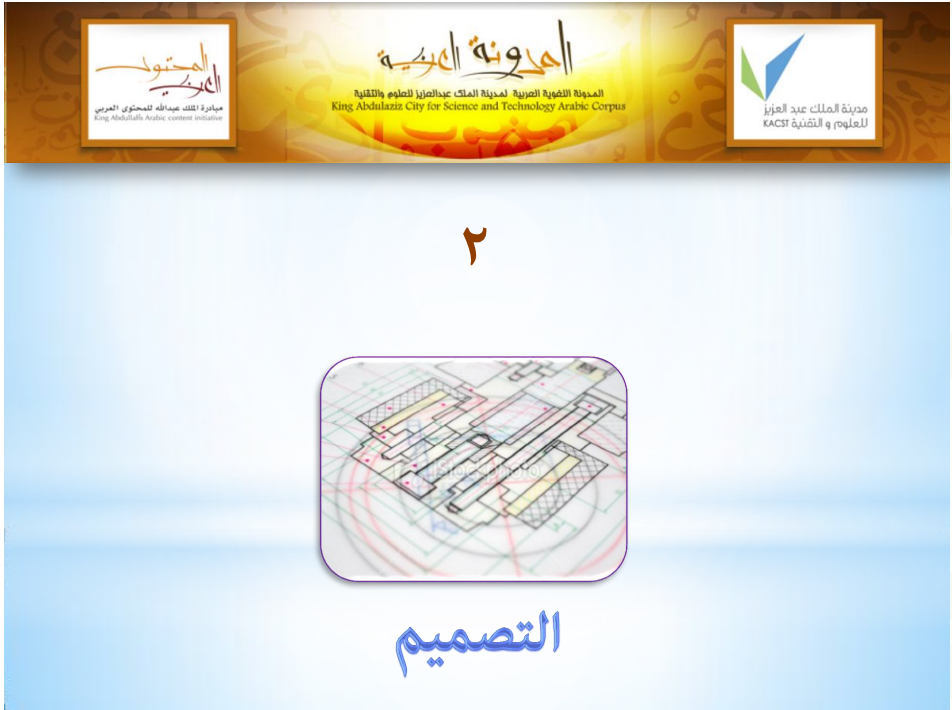 المحتوى
العربي
مبادرة الملك عبدالله للمحتوى العربي
King Abdullah's Arabic content initiative
المدونة العربية
المدونة اللغوية العربية لمدينة الملك عبدالعزيز للعلوم والتقنية
King Abdulaziz City for Science and Technology Arabic Corpus
مدينة الملك عبد العزيز
للعلوم و التقنية KACST
٢
iStockphoto
التصميم